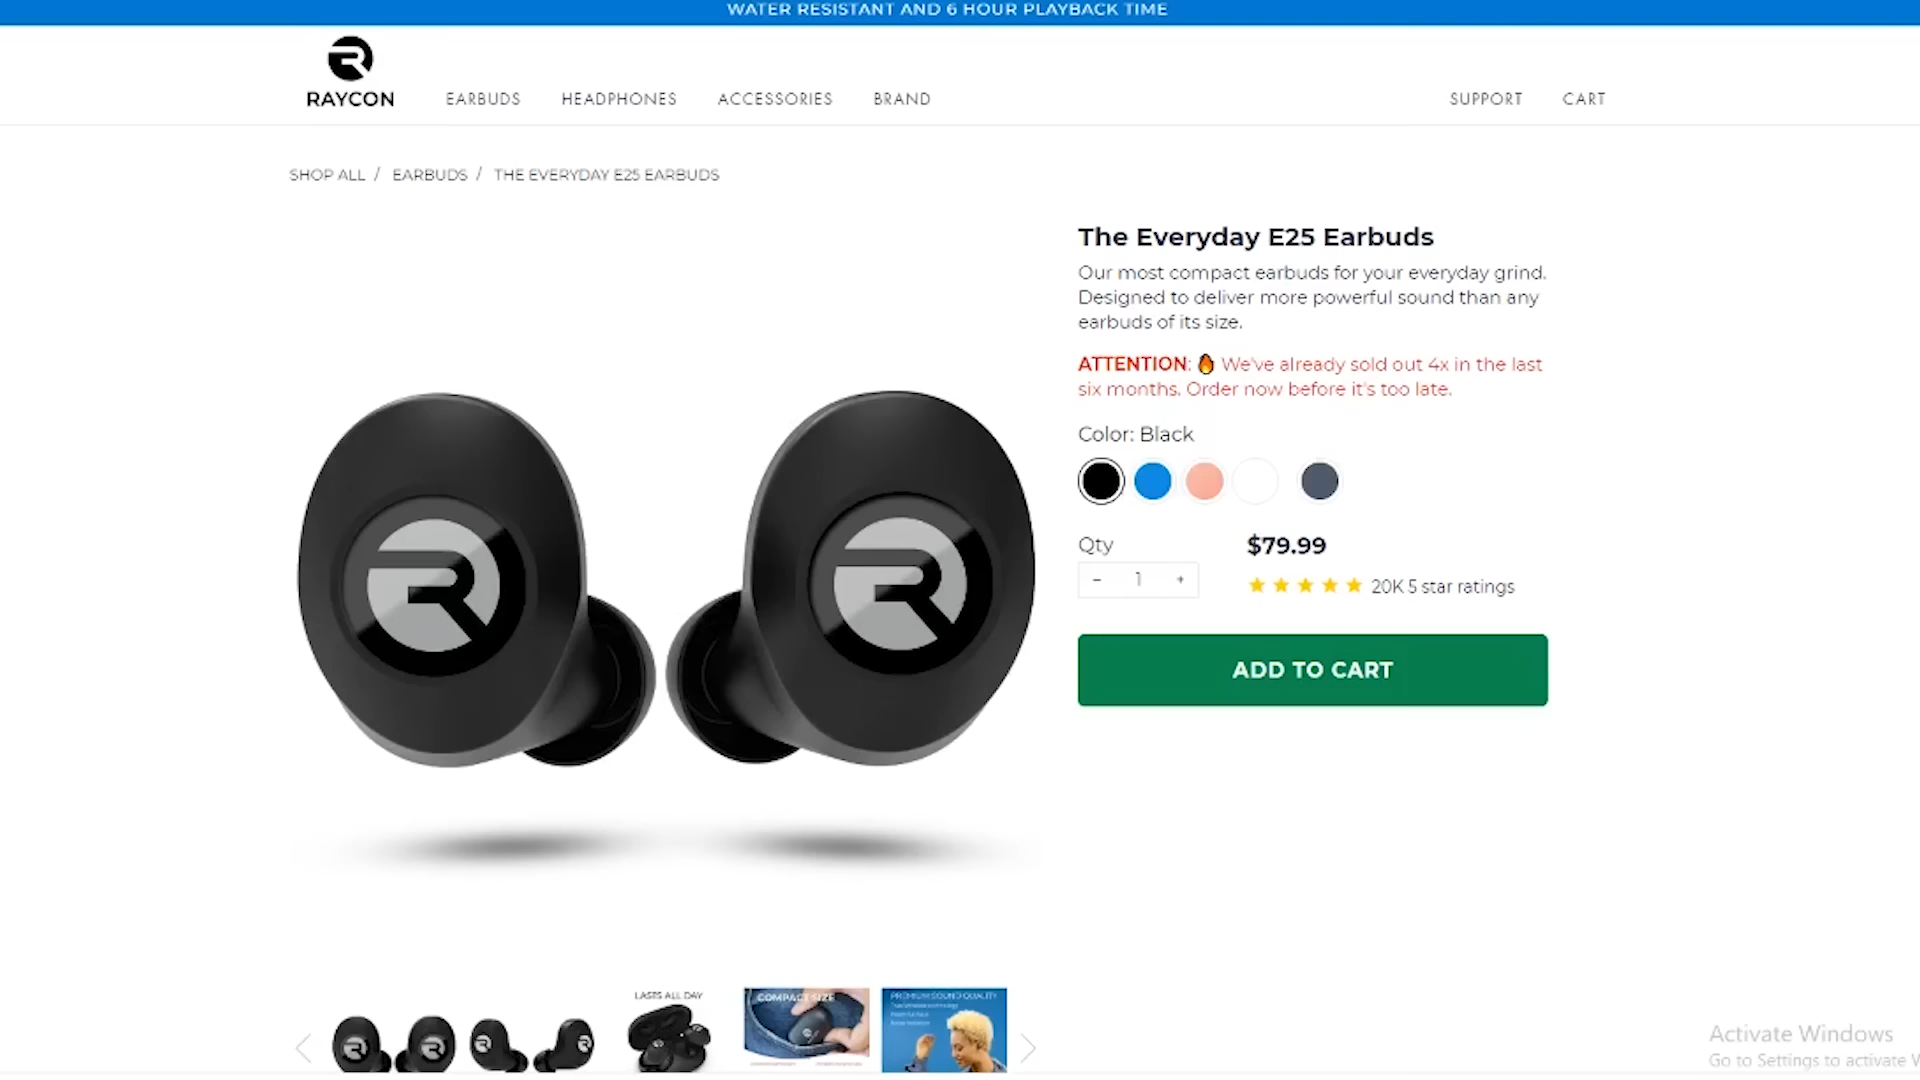 WATER RESISTANT AND 6 HOUR PLAYBACK TIME
RAYCON
EARBUDS
HEADPHONES
ACCESSORIES
BRAND
SUPPORT
CART
SHOP ALL / EARBUDS / THE EVERYDAY E25 EARBUDS
The Everyday E25 Earbuds
Our most compact earbuds for your everyday grind.
Designed to deliver more powerful sound than any
earbuds of its size.
ATTENTION: 🔥 We've already sold out 4x in the last
six months. Order now before it's too late.
Color: Black
Qty
$79.99
- 1 +
20K 5 star ratings
ADD TO CART
LASTS ALL DAY
COMPACT SIZE
PREMIUM SOUND QUALITY
Activate Windows
Go to Settings to activate W